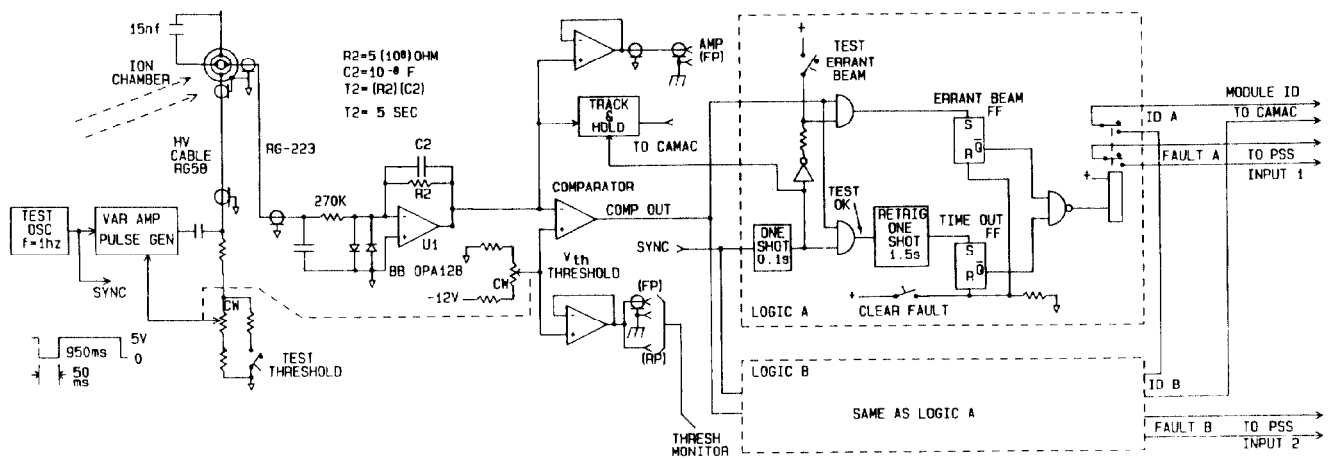 15nf
ION
CHAMBER
HV
CABLE
RG58
RG-223
R2=5(10⁸)OHM
C2=10⁻⁸ F
T2=(R2)(C2)
T2= 5 SEC
TEST
OSC
f=1hz
VAR AMP
PULSE GEN
SYNC
5V
950ms
0
50
ms
CW
TEST
THRESHOLD
270K
C2
R2
U1
BB OPA128
-12V
CW
Vth
THRESHOLD
COMPARATOR
COMP OUT
AMP
(FP)
TRACK
&
HOLD
TO CAMAC
SYNC
(FP)
(RP)
THRESH
MONITOR
+
TEST
ERRANT
BEAM
ERRANT BEAM
FF
S
Q̅
R
TEST
OK
ONE
SHOT
0.1s
RETRIG
ONE
SHOT
1.5s
TIME OUT
FF
S
Q̅
R
+
CLEAR FAULT
LOGIC A
+
LOGIC B
SAME AS LOGIC A
MODULE ID
ID A
TO CAMAC
FAULT A
TO PSS
INPUT 1
ID B
FAULT B
TO PSS
INPUT 2